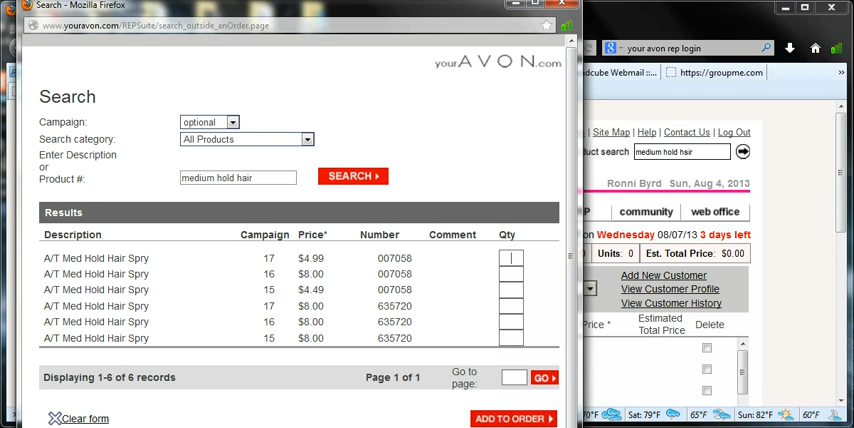 Search - Mozilla Firefox
www.youravon.com/REPSuite/search_outside_anOrder.page
yourAVON.com
Search
Campaign: optional
Search category: All Products
Enter Description
or
Product #: medium hold hair SEARCH
Results
Description Campaign Price* Number Comment Qty
A/T Med Hold Hair Spry 17 $4.99 007058
A/T Med Hold Hair Spry 16 $8.00 007058
A/T Med Hold Hair Spry 15 $4.49 007058
A/T Med Hold Hair Spry 17 $8.00 635720
A/T Med Hold Hair Spry 16 $8.00 635720
A/T Med Hold Hair Spry 15 $8.00 635720
Displaying 1-6 of 6 records Page 1 of 1 Go to page: GO
Clear form ADD TO ORDER
your avon rep login
https://groupme.com
| Site Map | Help | Contact Us | Log Out
search: medium hold hsir
Ronni Byrd Sun, Aug 4, 2013
community web office
on Wednesday 08/07/13 3 days left
Units: 0 Est. Total Price: $0.00
Add New Customer
View Customer Profile
View Customer History
Price * Estimated Total Price Delete
70°F Sat: 79°F 65°F Sun: 82°F 60°F